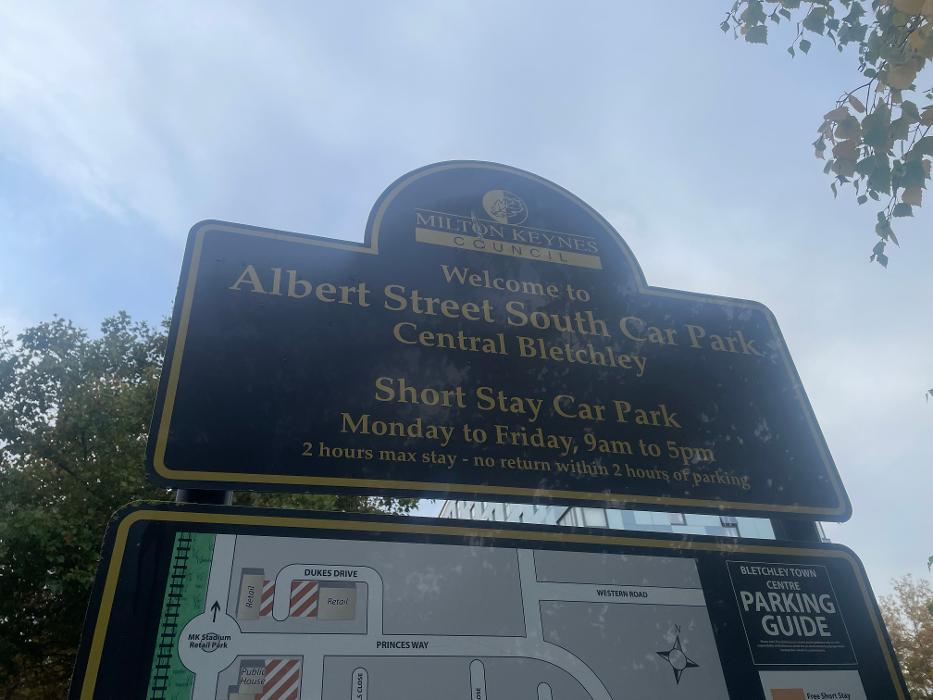 MILTON KEYNES
COUNCIL
Welcome to
Albert Street South Car Park
Central Bletchley
Short Stay Car Park
Monday to Friday, 9am to 5pm
2 hours max stay - no return within 2 hours of parking
DUKES DRIVE
Retail
Retail
WESTERN ROAD
MK Stadium
Retail Park
PRINCES WAY
Public
House
N
BLETCHLEY TOWN
CENTRE
PARKING
GUIDE
Free Short Stay